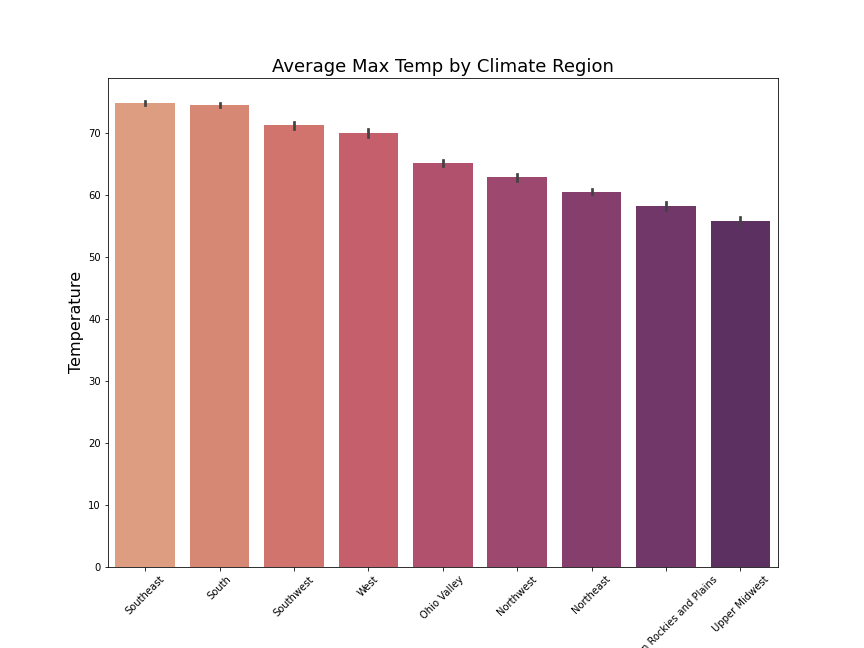 Average Max Temp by Climate Region
Temperature
70
60
50
40
30
20
10
0
Southeast
South
Southwest
West
Ohio Valley
Northwest
Northeast
Rockies and Plains
Upper Midwest